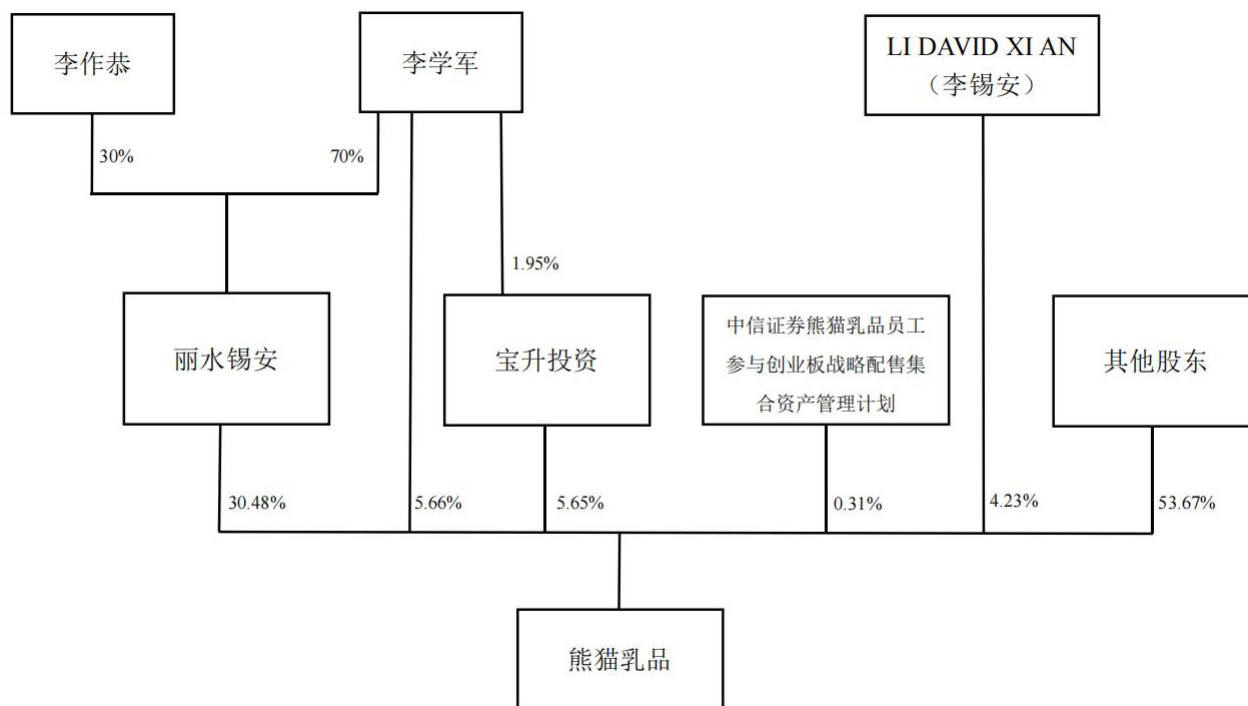 李作恭
李学军
LI DAVID XI AN
（李锡安）
30%
70%
1.95%
丽水锡安
宝升投资
中信证券熊猫乳品员工
参与创业板战略配售集
合资产管理计划
其他股东
30.48%
5.66%
5.65%
0.31%
4.23%
53.67%
熊猫乳品